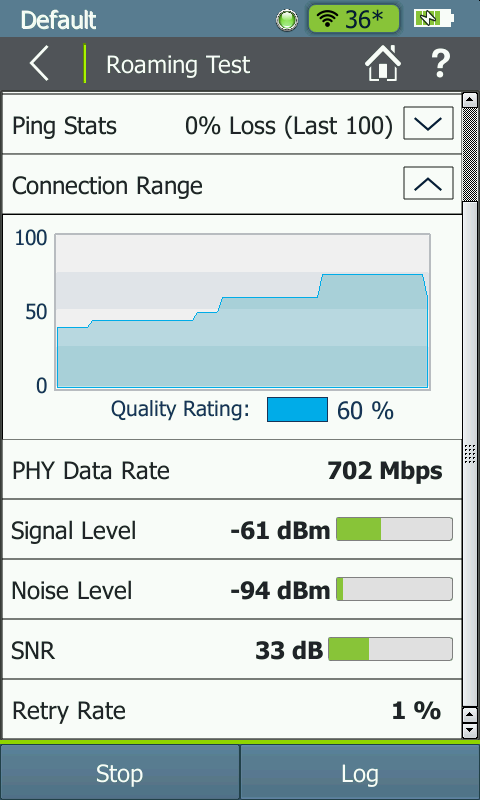 Default 36*
Roaming Test ?
Ping Stats 0% Loss (Last 100)
Connection Range
100
50
0
Quality Rating: 60 %
PHY Data Rate 702 Mbps
Signal Level -61 dBm
Noise Level -94 dBm
SNR 33 dB
Retry Rate 1 %
Stop Log